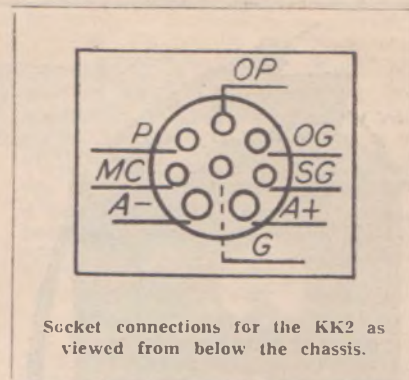 OP
P OG
MC SG
A- A+
G
Socket connections for the KK2 as
viewed from below the chassis.